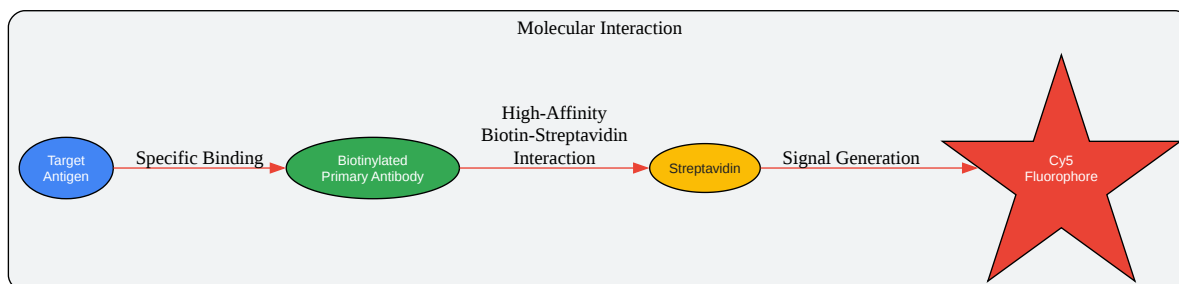 Molecular Interaction
Target
Antigen
Specific Binding
Biotinylated
Primary Antibody
High-Affinity
Biotin-Streptavidin
Interaction
Streptavidin
Signal Generation
Cy5
Fluorophore